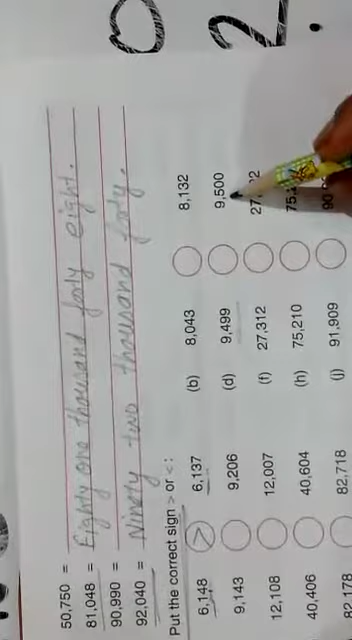 0
2.
50,750 =
81,048 = Eighty one thousand forty eight.
90,990 =
92,040 = Ninety two thousand forty.
Put the correct sign > or < :
6,148 > 6,137 (b) 8,043 8,132
9,143 9,206 (d) 9,499 9,500
12,108 12,007 (f) 27,312
40,406 40,604 (h) 75,210
82,178 82,718 (j) 91,909